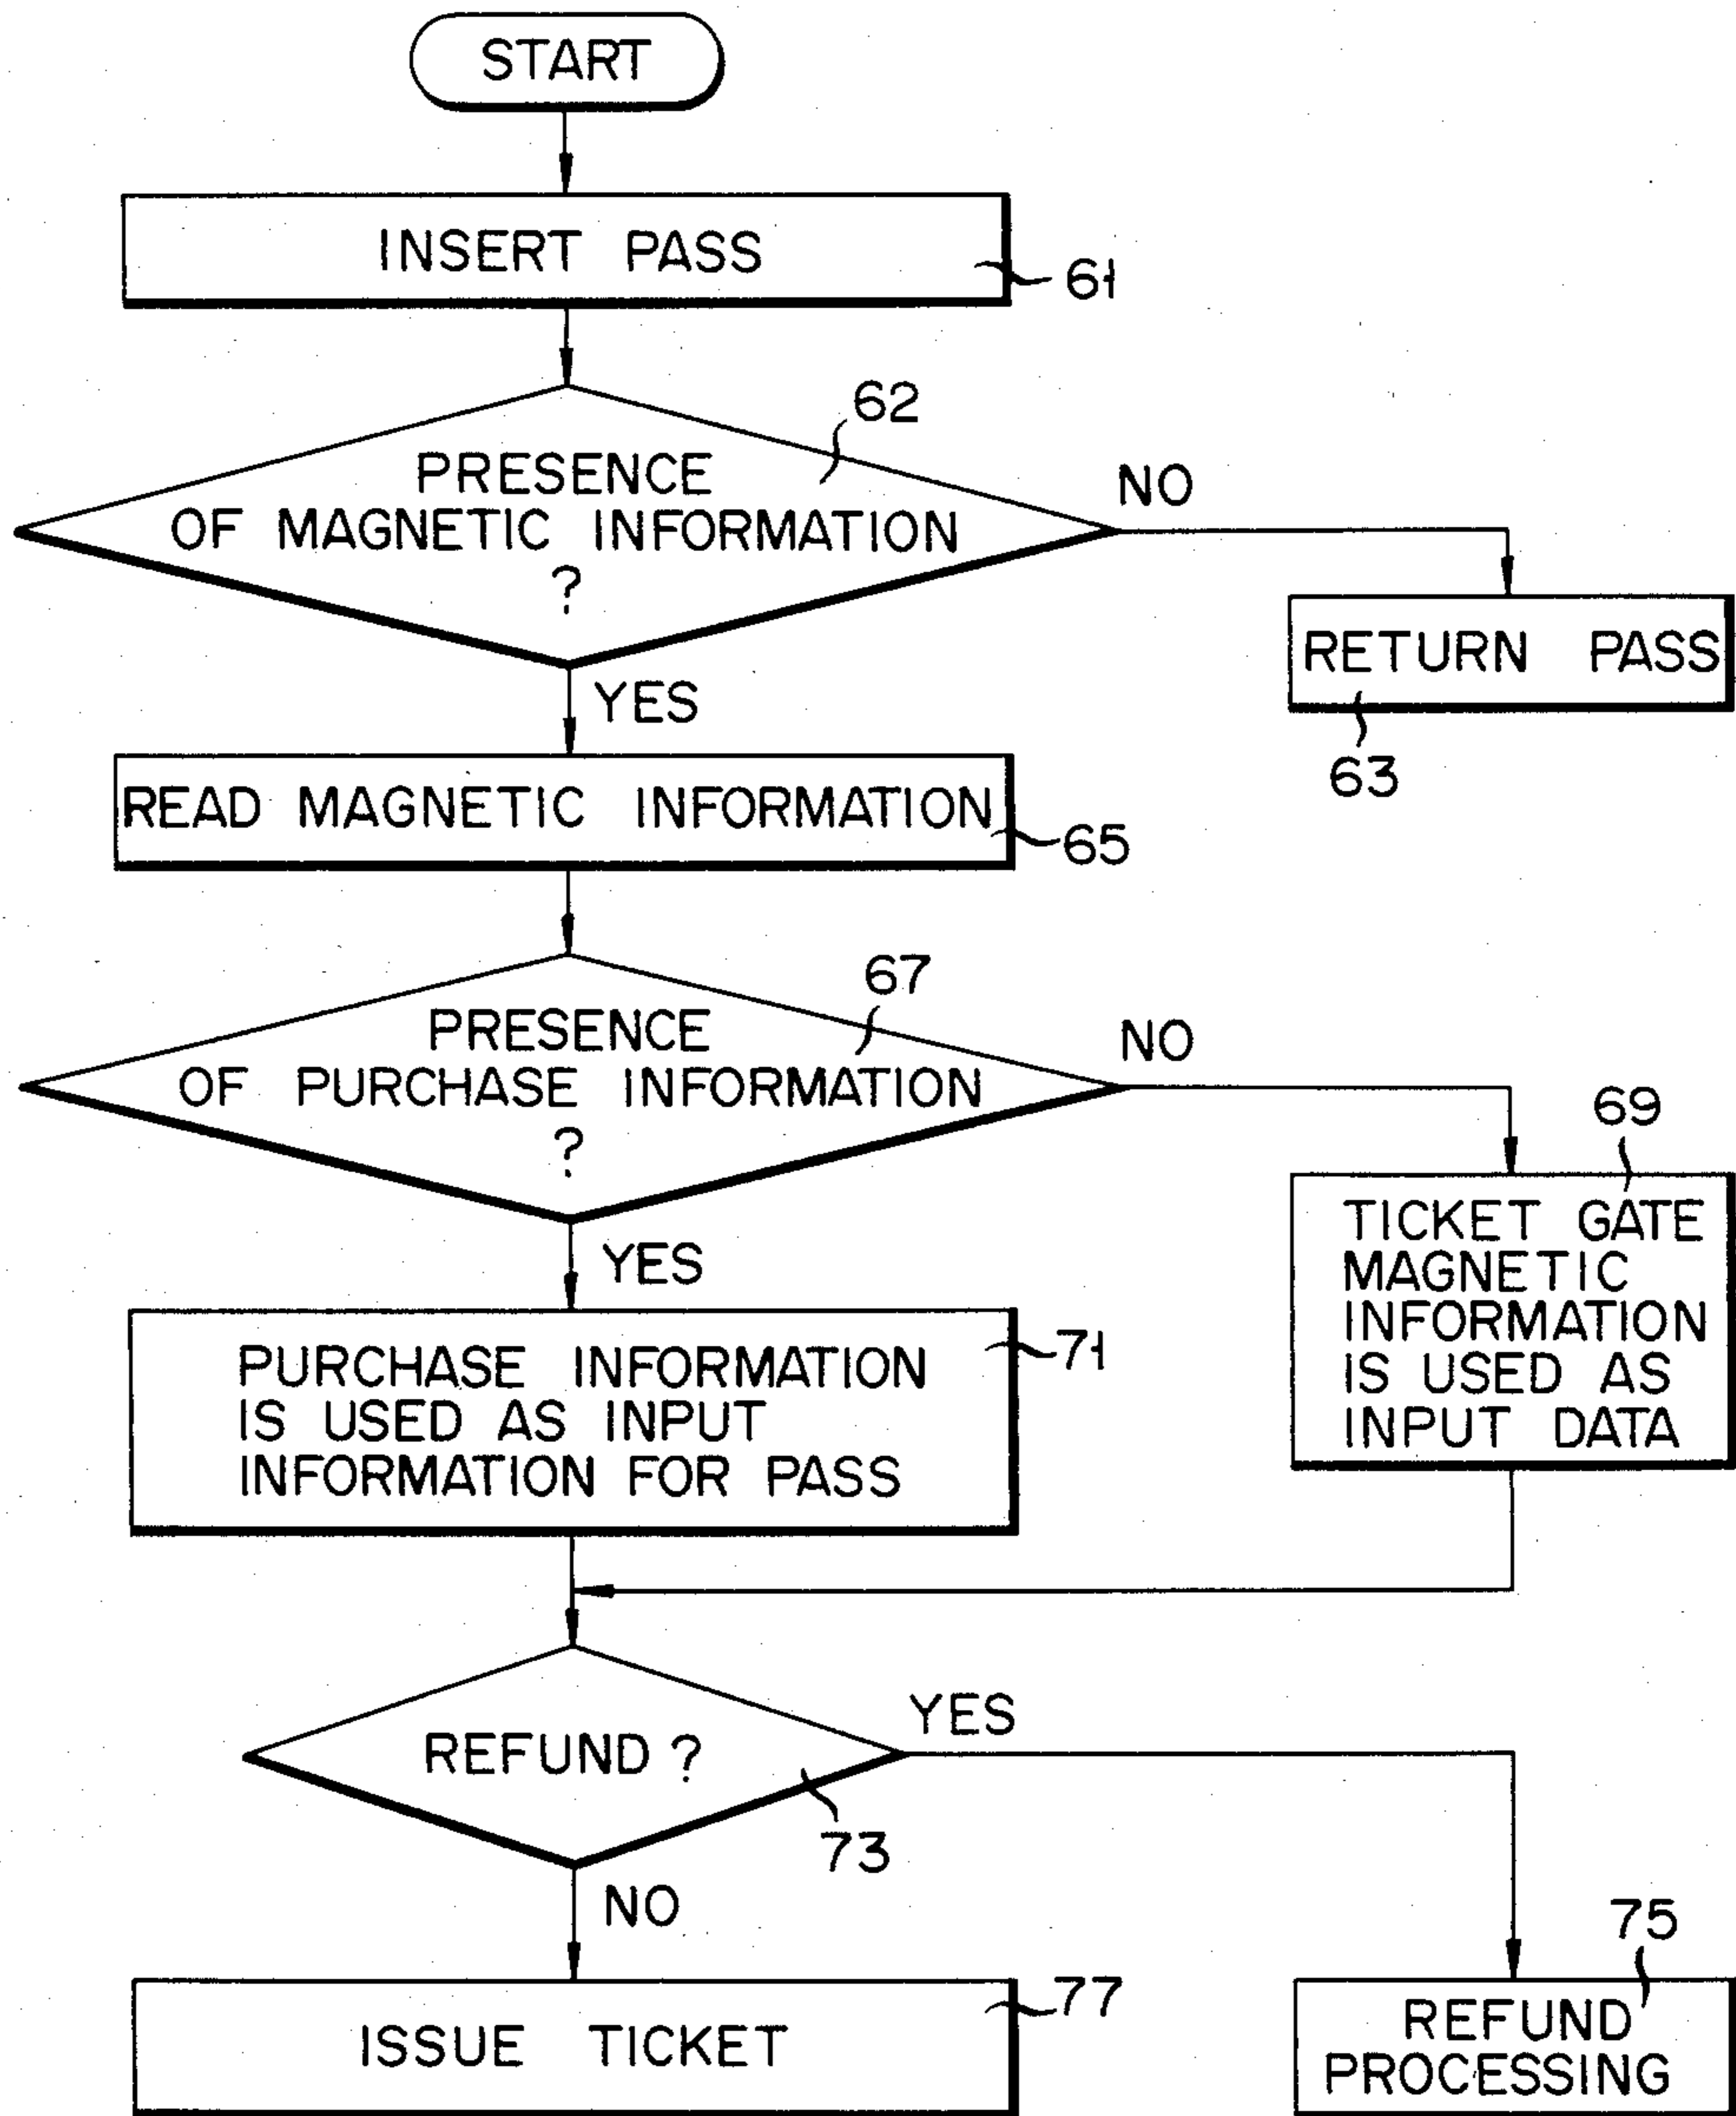 START
INSERT PASS
61
62
PRESENCE
OF MAGNETIC INFORMATION
?
NO
RETURN PASS
63
YES
READ MAGNETIC INFORMATION
65
67
PRESENCE
OF PURCHASE INFORMATION
?
NO
69
TICKET GATE
MAGNETIC
INFORMATION
IS USED AS
INPUT DATA
YES
71
PURCHASE INFORMATION
IS USED AS INPUT
INFORMATION FOR PASS
REFUND ?
YES
73
NO
75
REFUND
PROCESSING
77
ISSUE TICKET